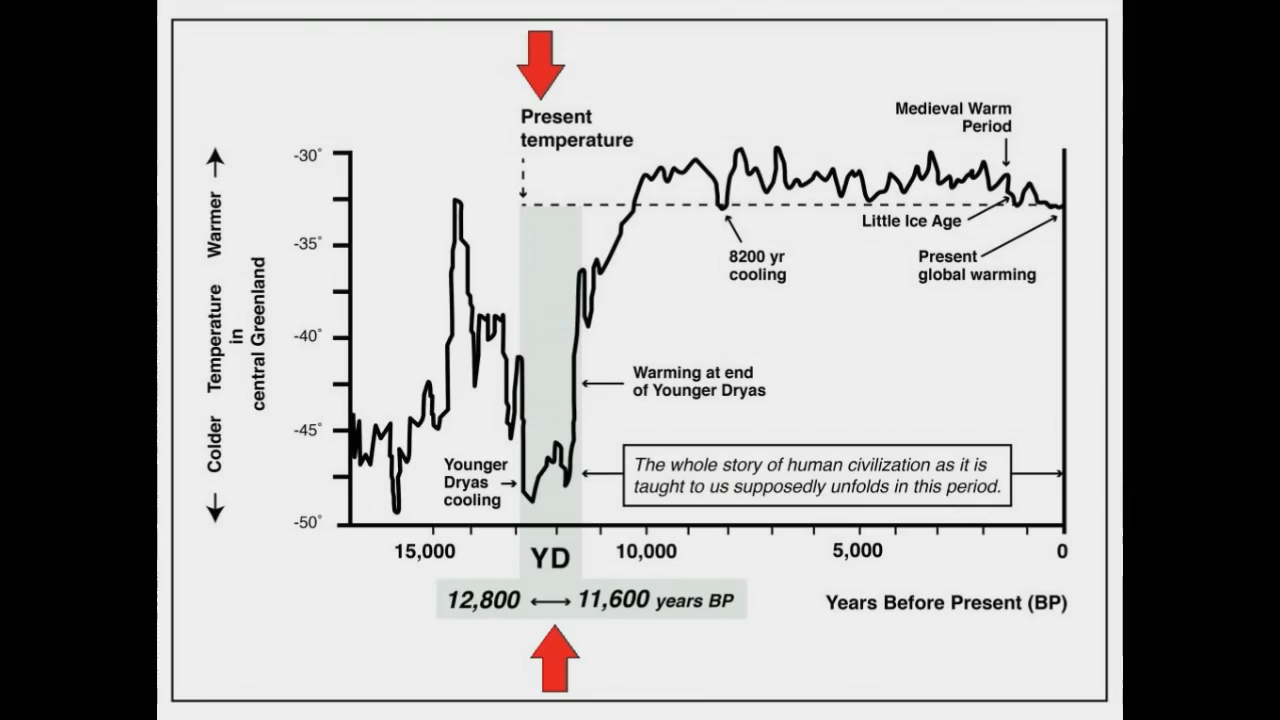 Present
temperature
Medieval Warm
Period
-30°
-35°
-40°
-45°
-50°
Colder Temperature Warmer
in
central Greenland
Little Ice Age
8200 yr
cooling
Present
global warming
Warming at end
of Younger Dryas
Younger
Dryas
cooling
The whole story of human civilization as it is
taught to us supposedly unfolds in this period.
15,000
YD
10,000
5,000
0
12,800
11,600 years BP
Years Before Present (BP)